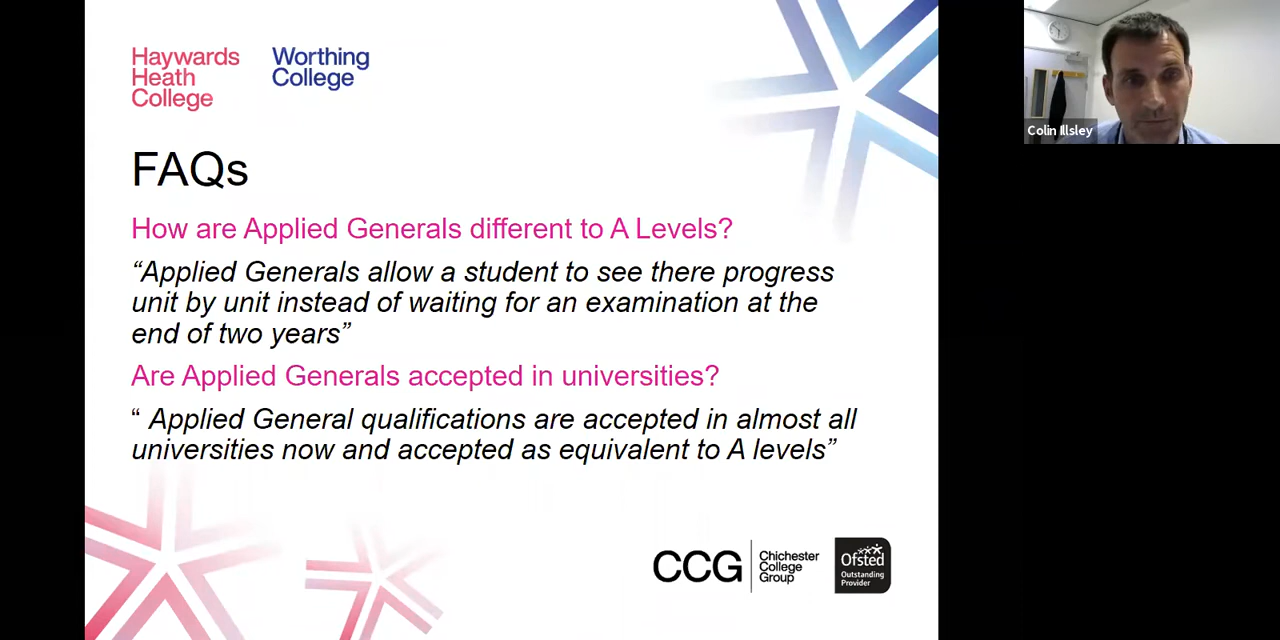 Haywards
Heath
College
Worthing
College
FAQs
How are Applied Generals different to A Levels?
“Applied Generals allow a student to see there progress
unit by unit instead of waiting for an examination at the
end of two years”
Are Applied Generals accepted in universities?
“ Applied General qualifications are accepted in almost all
universities now and accepted as equivalent to A levels”
CCG
Chichester
College
Group
Ofsted
Outstanding
Provider
Colin Illsley